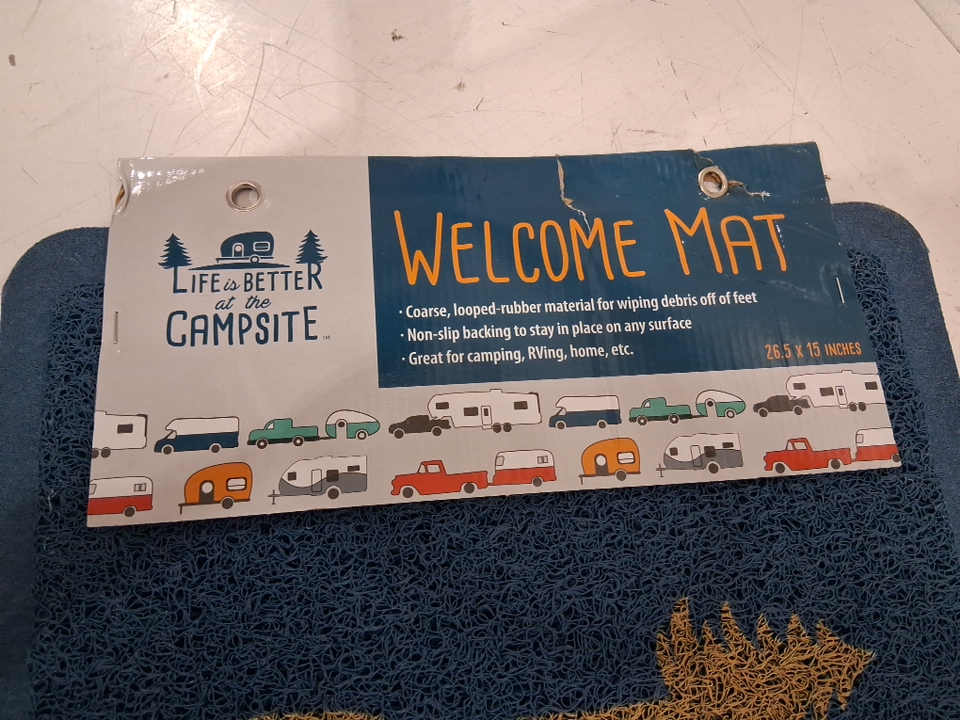 LIFE is BETTER
at the
CAMPSITE™
WELCOME MAT
· Coarse, looped-rubber material for wiping debris off of feet
· Non-slip backing to stay in place on any surface
· Great for camping, RVing, home, etc.
26.5 X 15 INCHES